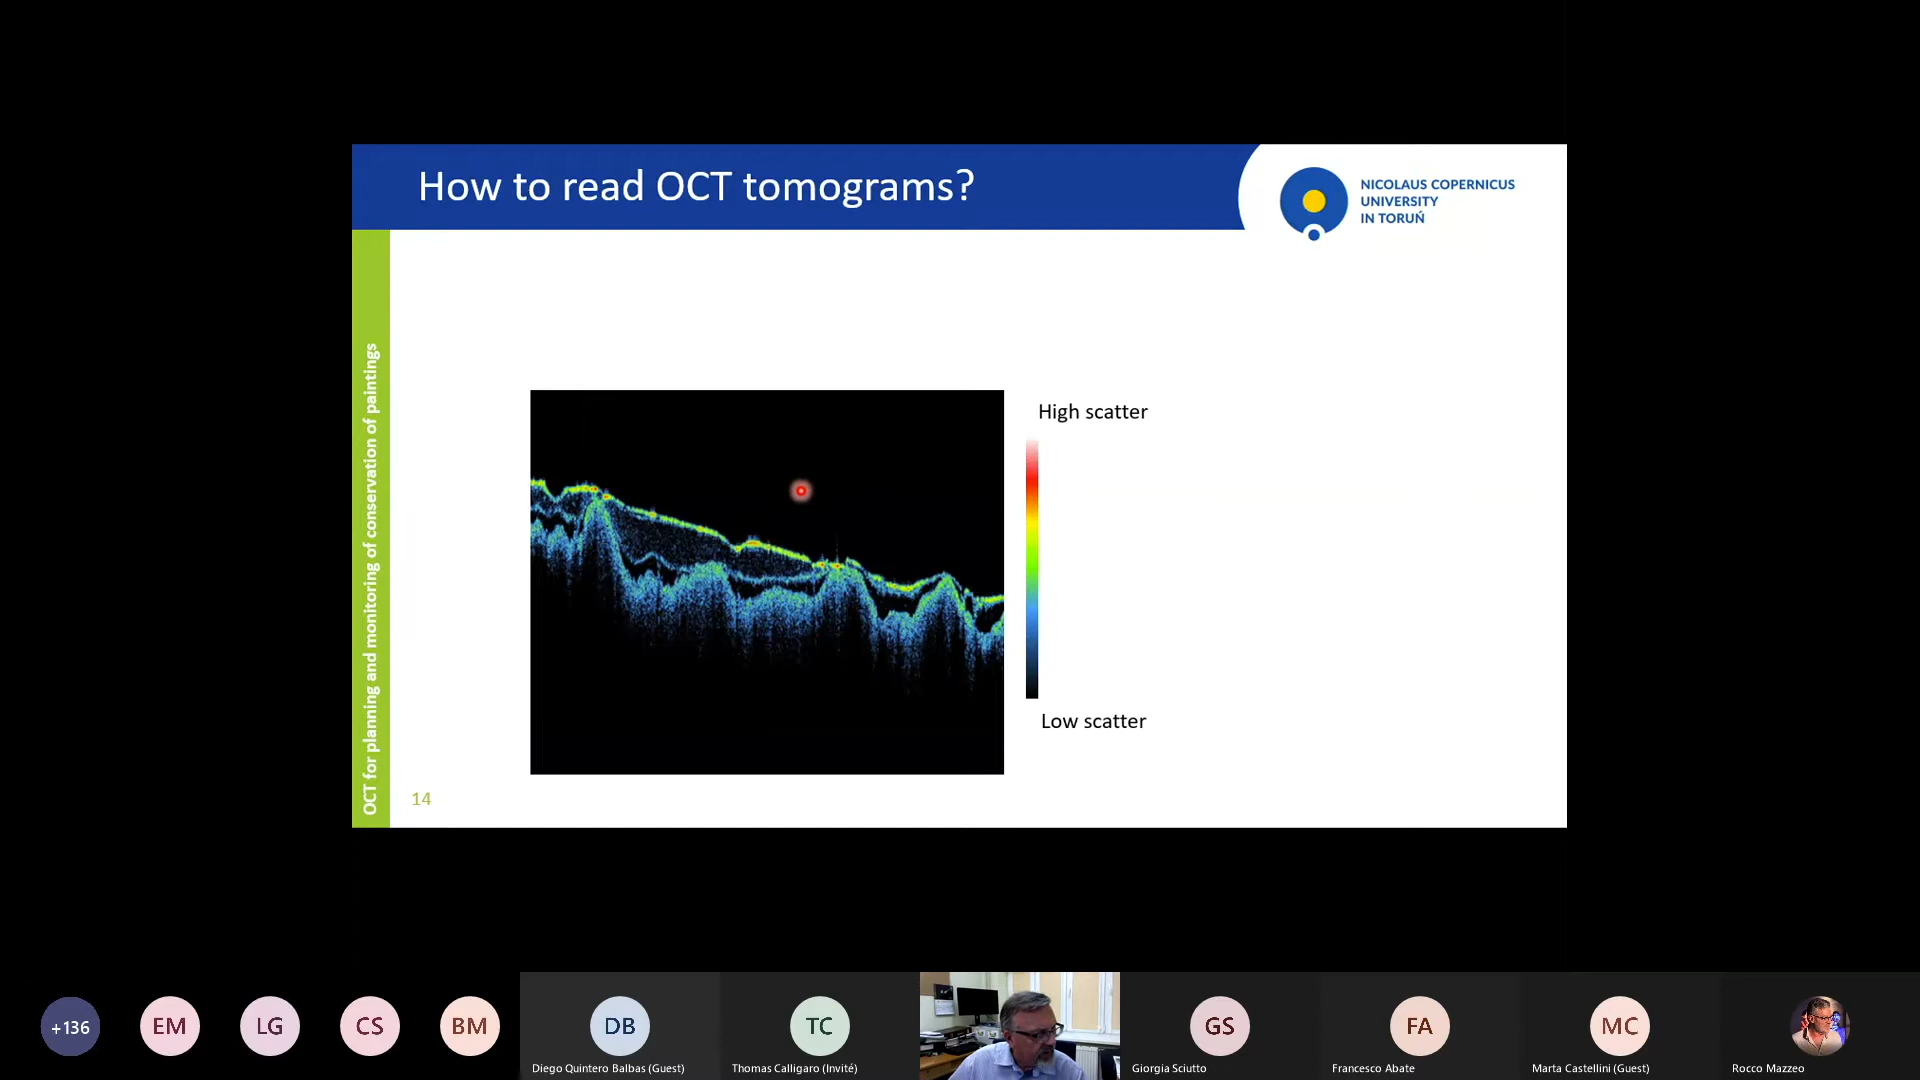 How to read OCT tomograms?
NICOLAUS COPERNICUS
UNIVERSITY
IN TORUŃ
OCT for planning and monitoring of conservation of paintings
High scatter
Low scatter
14
+136
EM
LG
CS
BM
DB
TC
GS
FA
MC
Diego Quintero Balbas (Guest)
Thomas Calligaro (Invité)
Giorgia Sciutto
Francesco Abate
Marta Castellini (Guest)
Rocco Mazzeo